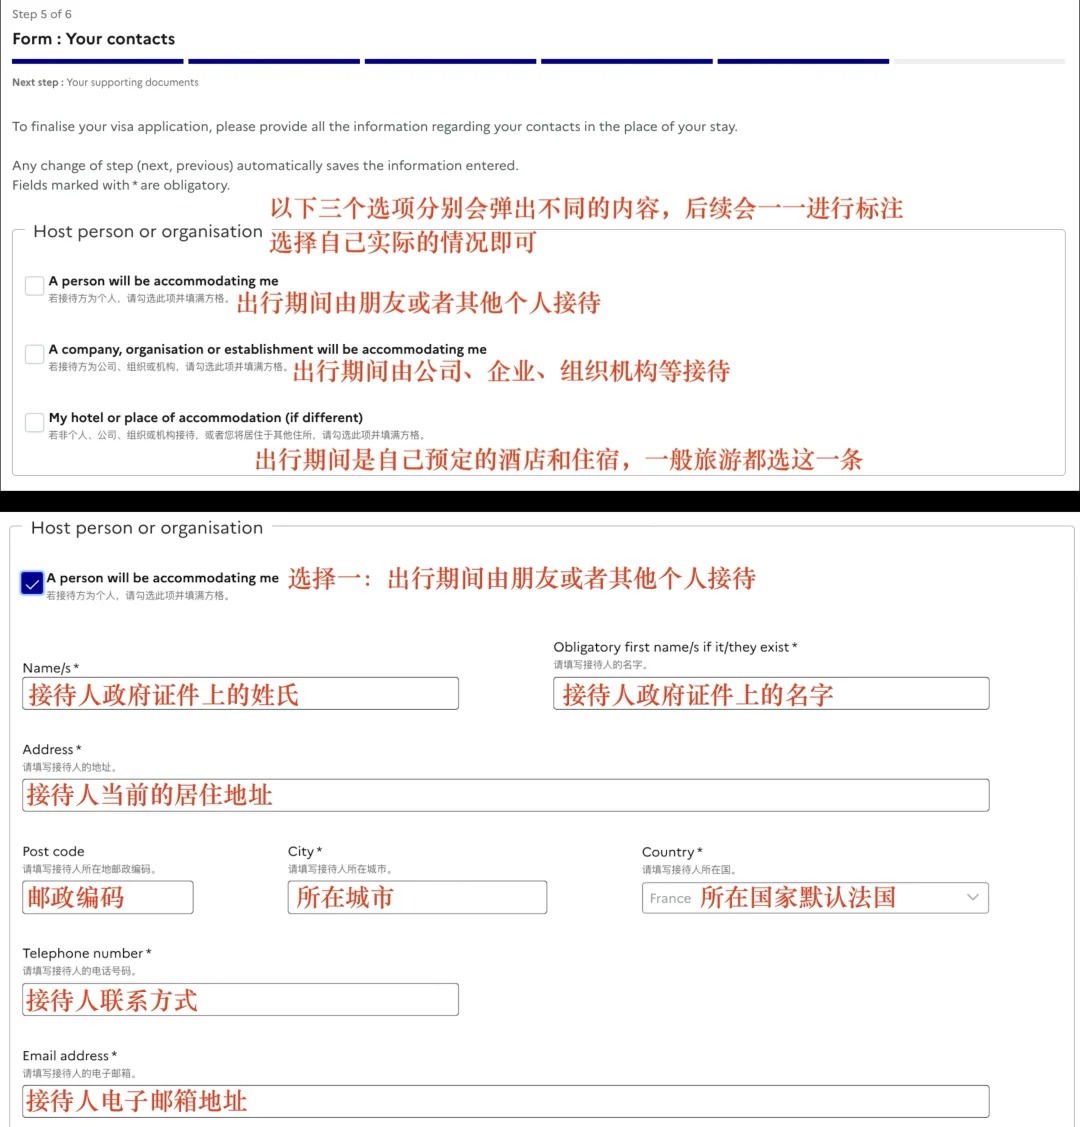 Step 5 of 6
Form : Your contacts
Next step : Your supporting documents
To finalise your visa application, please provide all the information regarding your contacts in the place of your stay.
Any change of step (next, previous) automatically saves the information entered.
Fields marked with * are obligatory.
以下三个选项分别会弹出不同的内容，后续会一一进行标注
Host person or organisation
选择自己实际的情况即可
A person will be accommodating me
若接待方为个人，请勾选此项并填满方格。
出行期间由朋友或者其他个人接待
A company, organisation or establishment will be accommodating me
若接待方为公司、组织或机构，请勾选此项并填满方格。
出行期间由公司、企业、组织机构等接待
My hotel or place of accommodation (if different)
若非个人、公司、组织或机构接待，或者您将居住于其他住所，请勾选此项并填满方格。
出行期间是自己预定的酒店和住宿，一般旅游都选这一条
Host person or organisation
A person will be accommodating me
选择一：出行期间由朋友或者其他个人接待
若接待方为个人，请勾选此项并填满方格。
Name/s *
接待人政府证件上的姓氏
Obligatory first name/s if it/they exist *
请填写接待人的名字。
接待人政府证件上的名字
Address *
请填写接待人的地址。
接待人当前的居住地址
Post code
请填写接待人所在地邮政编码。
邮政编码
City *
请填写接待人所在城市。
所在城市
Country *
请填写接待人所在国。
France
所在国家默认法国
Telephone number *
请填写接待人的电话号码。
接待人联系方式
Email address *
请填写接待人的电子邮箱。
接待人电子邮箱地址